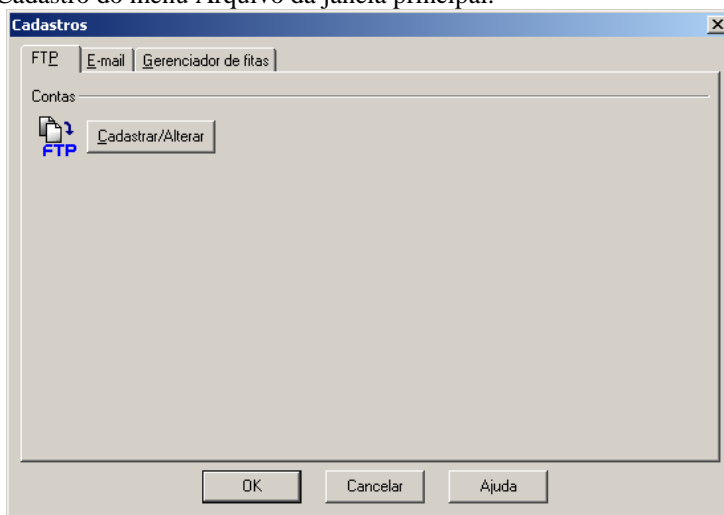 Cadastro do menu Arquivo da janela principal.
Cadastros
FTP E-mail Gerenciador de fitas
Contas
FTP Cadastrar/Alterar
OK Cancelar Ajuda